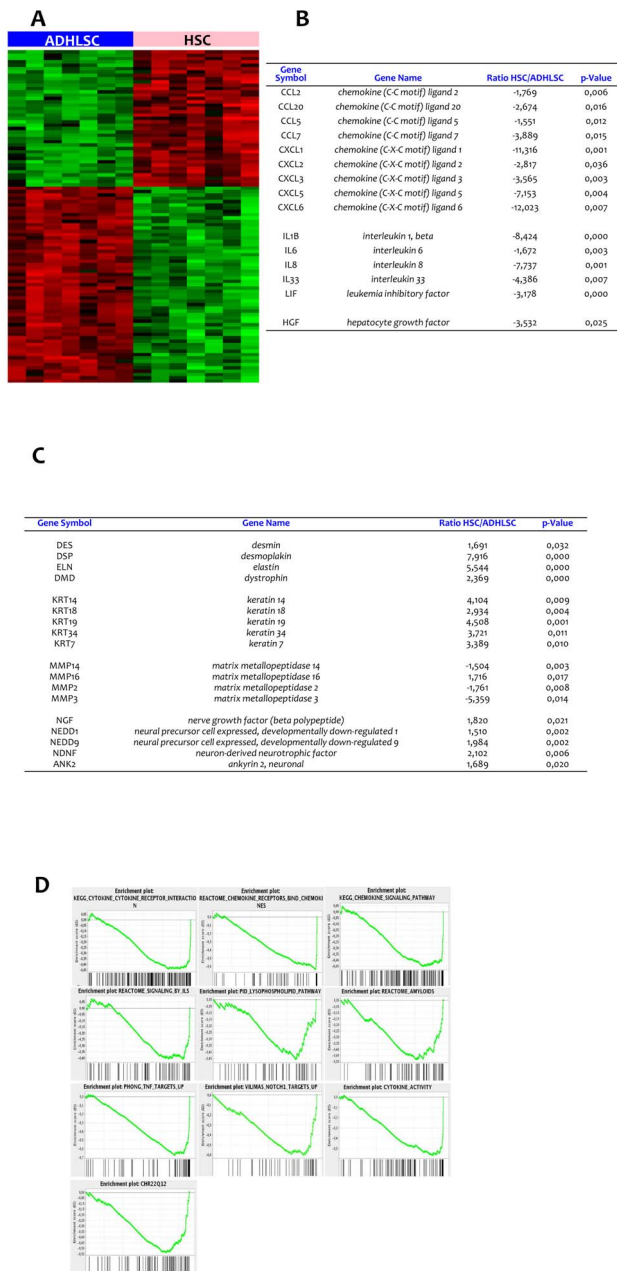 A
B
ADHLSC HSC
Gene Symbol Gene Name Ratio HSC/ADHLSC p-Value
CCL2 chemokine (C-C motif) ligand 2 -1,769 0,006
CCL20 chemokine (C-C motif) ligand 20 -2,674 0,016
CCL5 chemokine (C-C motif) ligand 5 -1,551 0,012
CCL7 chemokine (C-C motif) ligand 7 -3,889 0,015
CXCL1 chemokine (C-X-C motif) ligand 1 -11,316 0,001
CXCL2 chemokine (C-X-C motif) ligand 2 -2,817 0,036
CXCL3 chemokine (C-X-C motif) ligand 3 -3,565 0,003
CXCL5 chemokine (C-X-C motif) ligand 5 -7,153 0,004
CXCL6 chemokine (C-X-C motif) ligand 6 -12,023 0,007
IL1B interleukin 1, beta -8,424 0,000
IL6 interleukin 6 -1,672 0,003
IL8 interleukin 8 -7,737 0,001
IL33 interleukin 33 -4,386 0,007
LIF leukemia inhibitory factor -3,178 0,000
HGF hepatocyte growth factor -3,532 0,025
C
Gene Symbol Gene Name Ratio HSC/ADHLSC p-Value
DES desmin 1,691 0,032
DSP desmoplakin 7,916 0,000
ELN elastin 5,544 0,000
DMD dystrophin 2,369 0,000
KRT14 keratin 14 4,104 0,009
KRT18 keratin 18 2,934 0,004
KRT19 keratin 19 4,508 0,001
KRT34 keratin 34 3,721 0,011
KRT7 keratin 7 3,389 0,010
MMP14 matrix metallopeptidase 14 -1,504 0,003
MMP16 matrix metallopeptidase 16 1,716 0,017
MMP2 matrix metallopeptidase 2 -1,761 0,008
MMP3 matrix metallopeptidase 3 -5,359 0,014
NGF nerve growth factor (beta polypeptide) 1,820 0,021
NEDD1 neural precursor cell expressed, developmentally down-regulated 1 1,510 0,002
NEDD9 neural precursor cell expressed, developmentally down-regulated 9 1,984 0,002
NDNF neuron-derived neurotrophic factor 2,102 0,006
ANK2 ankyrin 2, neuronal 1,689 0,020
D
Enrichment plot: KEGG_CYTOKINE_CYTOKINE_RECEPTOR_INTERACTION
Enrichment plot: REACTOME_CHEMOKINE_RECEPTORS_BIND_CHEMOKINES
Enrichment plot: KEGG_CHEMOKINE_SIGNALING_PATHWAY
Enrichment plot: REACTOME_SIGNALING_BY_ILS
Enrichment plot: PID_LYSOPHOSPHOLIPID_PATHWAY
Enrichment plot: REACTOME_AMYLOIDS
Enrichment plot: PHONG_TNF_TARGETS_UP
Enrichment plot: VILIMAS_NOTCH1_TARGETS_UP
Enrichment plot: CYTOKINE_ACTIVITY
Enrichment plot: CHR22Q12